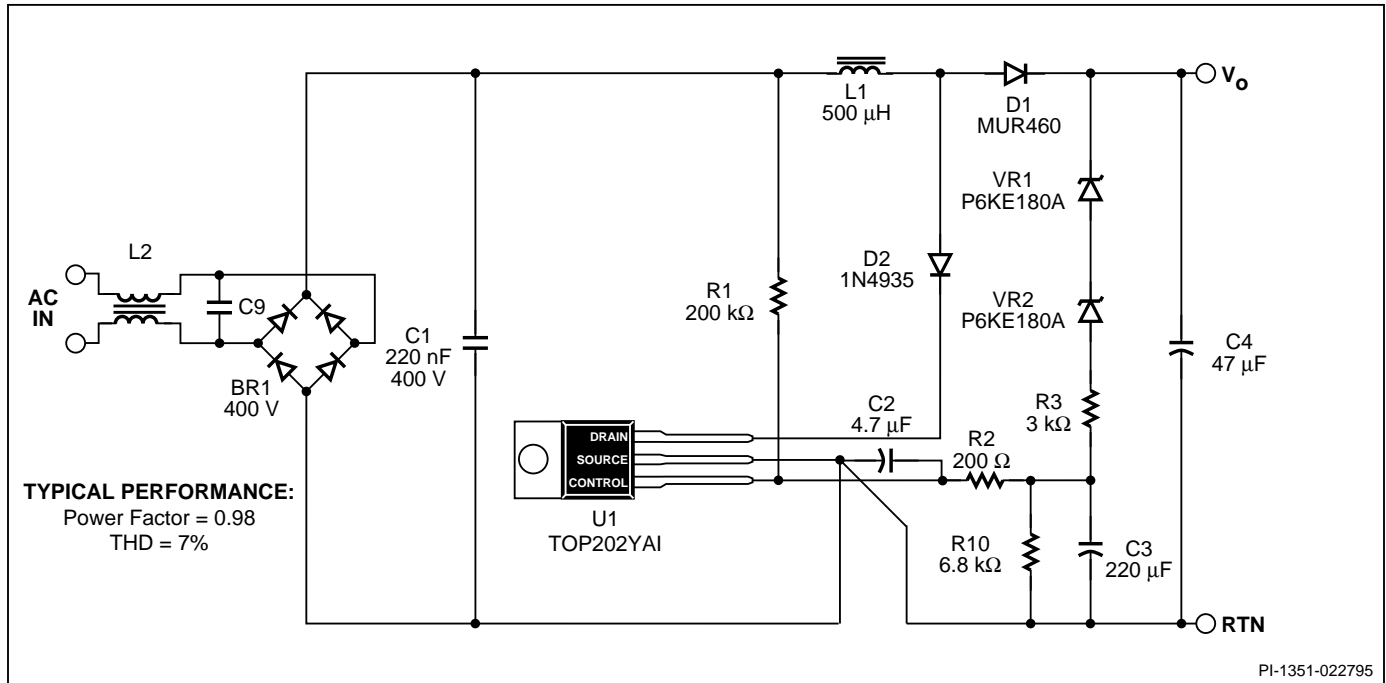 L2
AC
IN
C9
BR1
400 V
C1
220 nF
400 V
TYPICAL PERFORMANCE:
Power Factor = 0.98
THD = 7%
DRAIN
SOURCE
CONTROL
U1
TOP202YAI
R1
200 kΩ
L1
500 µH
D2
1N4935
C2
4.7 µF
D1
MUR460
VR1
P6KE180A
VR2
P6KE180A
R3
3 kΩ
R2
200 Ω
R10
6.8 kΩ
C3
220 µF
C4
47 µF
Vo
RTN
PI-1351-022795